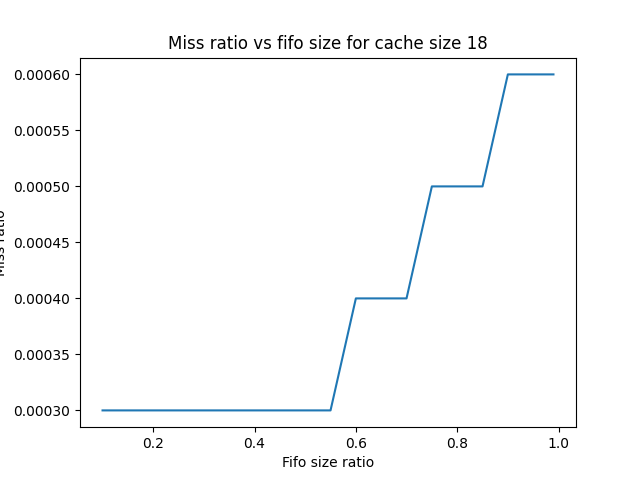 Miss ratio vs fifo size for cache size 18
0.00060
0.00055
0.00050
0.00045
0.00040
0.00035
0.00030
Miss ratio
0.2 0.4 0.6 0.8 1.0
Fifo size ratio